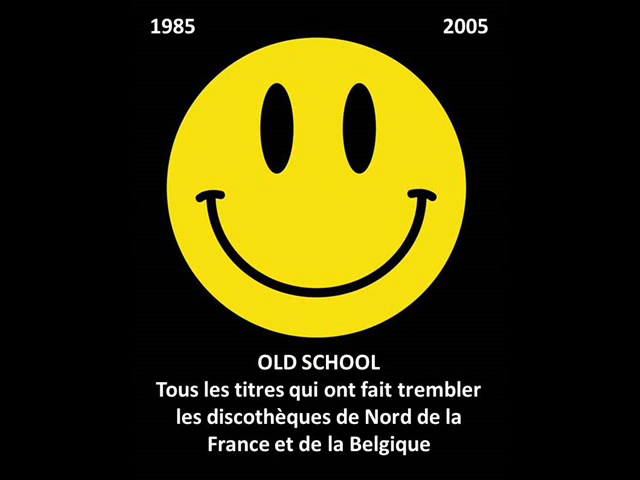 1985 2005
OLD SCHOOL
Tous les titres qui ont fait trembler
les discothèques de Nord de la
France et de la Belgique